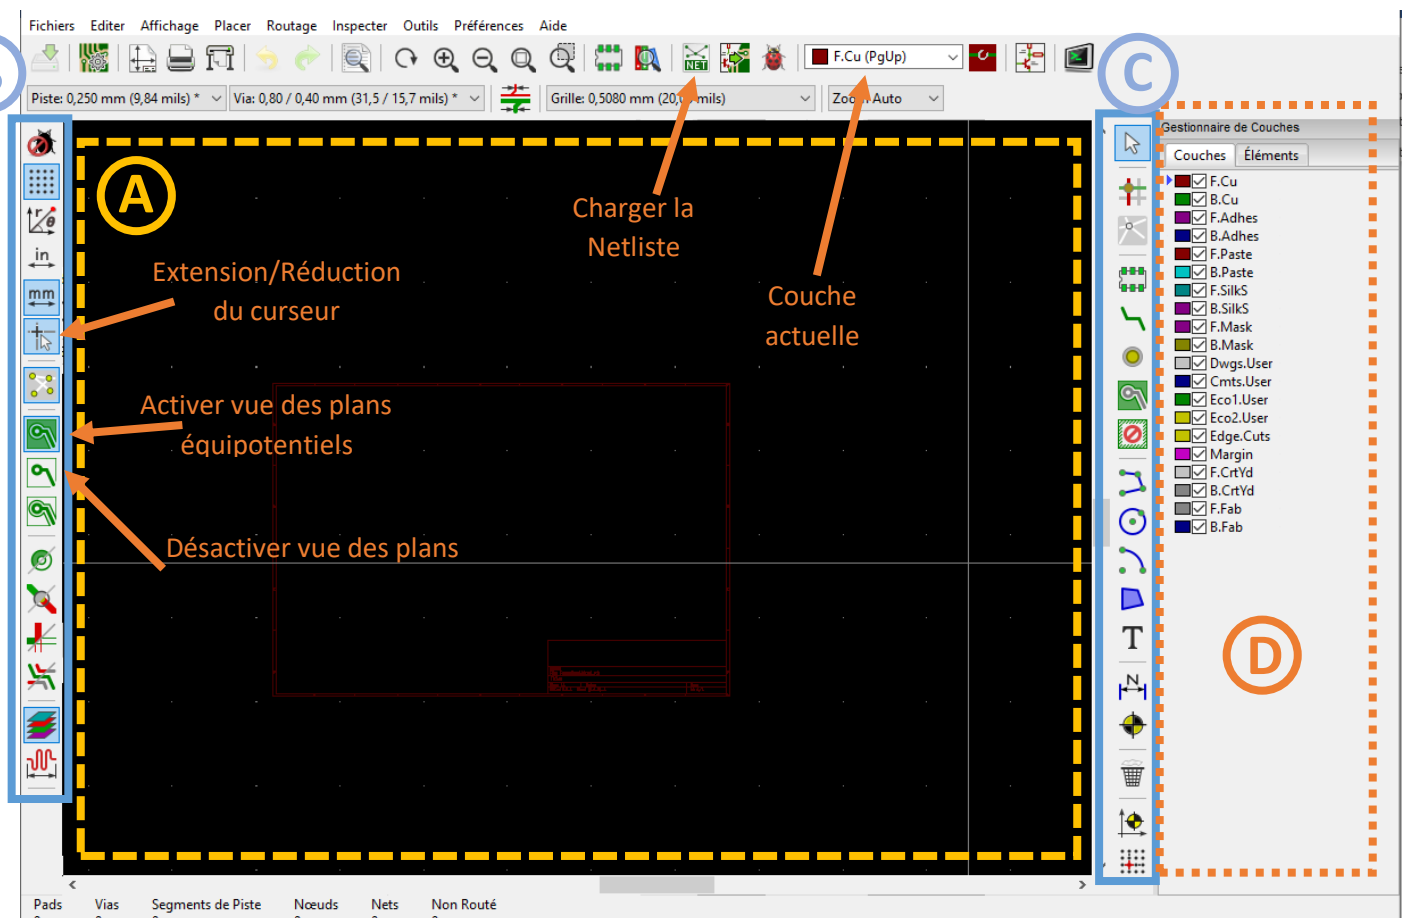 Fichiers Editer Affichage Placer Routage Inspecter Outils Préférences Aide
NET
F.Cu (PgUp)
C
Piste: 0,250 mm (9,84 mils) * Via: 0,80 / 0,40 mm (31,5 / 15,7 mils) * Grille: 0,5080 mm (20, mils) Zoom Auto
Gestionnaire de Couches
Couches Éléments
A
r
θ
in
mm
Charger la
Netliste
Extension/Réduction
du curseur
Couche
actuelle
Activer vue des plans
équipotentiels
Désactiver vue des plans
F.Cu
B.Cu
F.Adhes
B.Adhes
F.Paste
B.Paste
F.SilkS
B.SilkS
F.Mask
B.Mask
Dwgs.User
Cmts.User
Eco1.User
Eco2.User
Edge.Cuts
Margin
F.CrtYd
B.CrtYd
F.Fab
B.Fab
T
N
D
Pads Vias Segments de Piste Nœuds Nets Non Routé